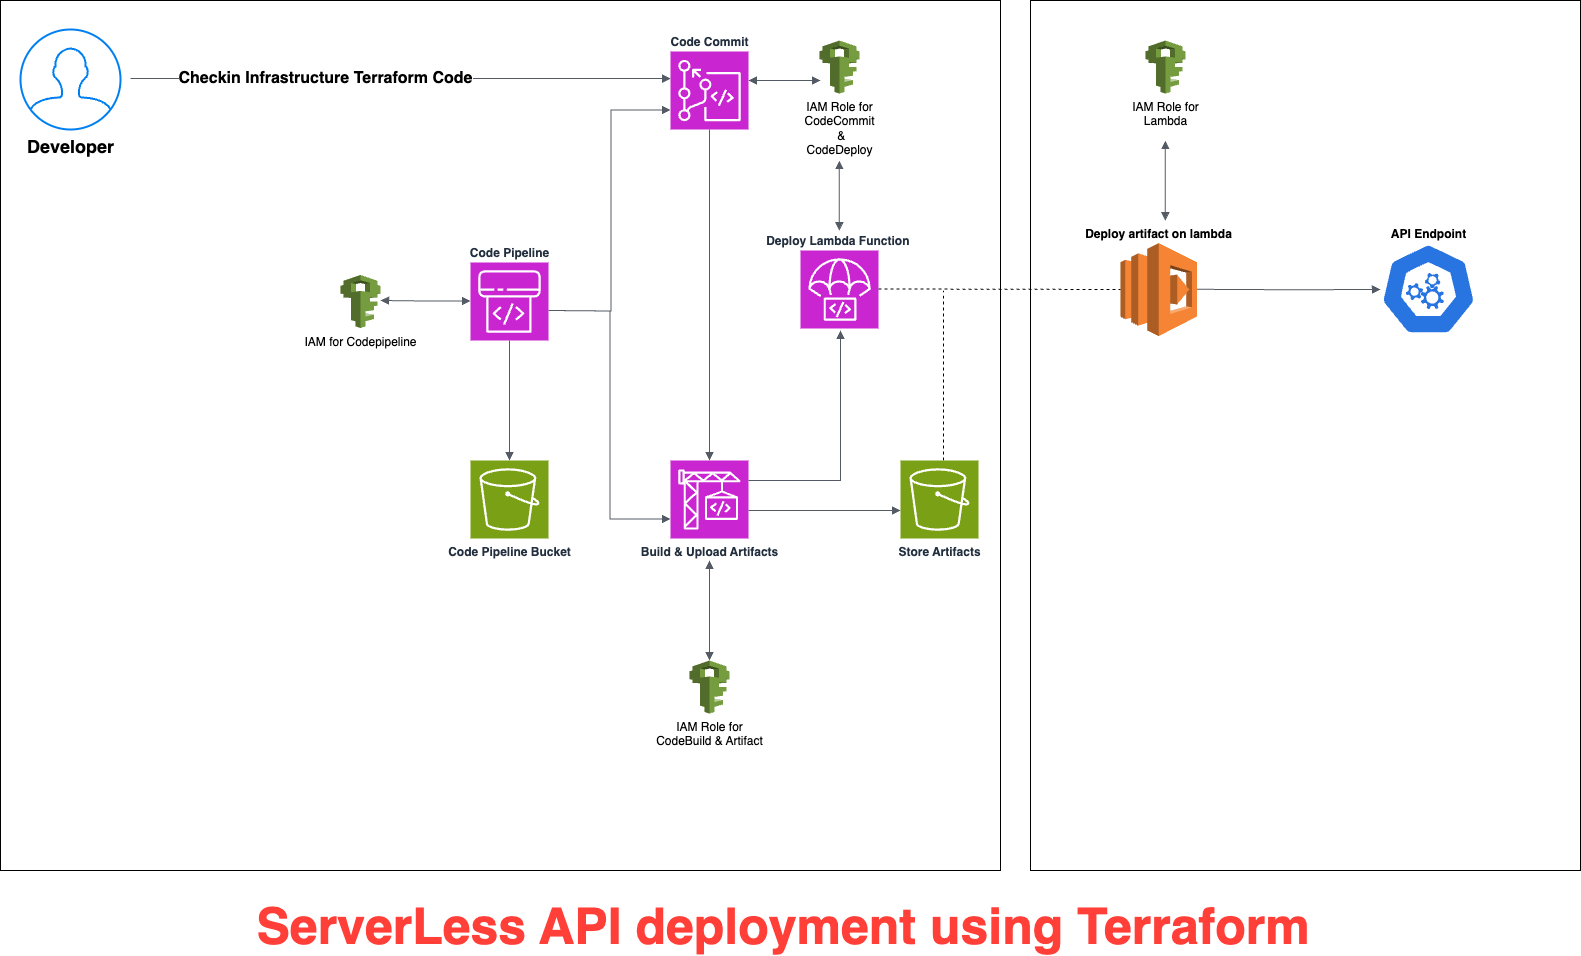 Code Commit
Checkin Infrastructure Terraform Code
Developer
IAM Role for
CodeCommit
&
CodeDeploy
IAM Role for
Lambda
Code Pipeline
Deploy Lambda Function
Deploy artifact on lambda
API Endpoint
IAM for Codepipeline
Code Pipeline Bucket
Build & Upload Artifacts
Store Artifacts
IAM Role for
CodeBuild & Artifact
ServerLess API deployment using Terraform